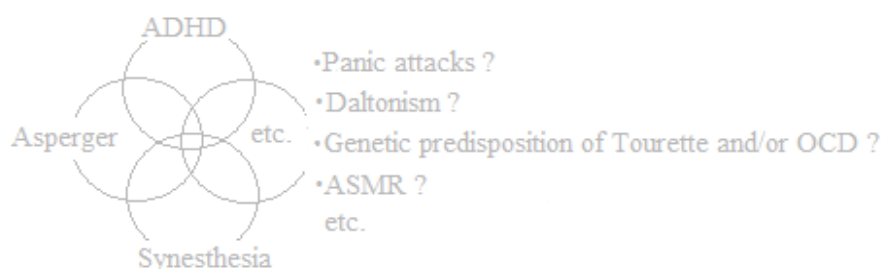 ADHD
Asperger
etc.
Synesthesia
•Panic attacks ?
•Daltonism ?
•Genetic predisposition of Tourette and/or OCD ?
•ASMR ?
etc.